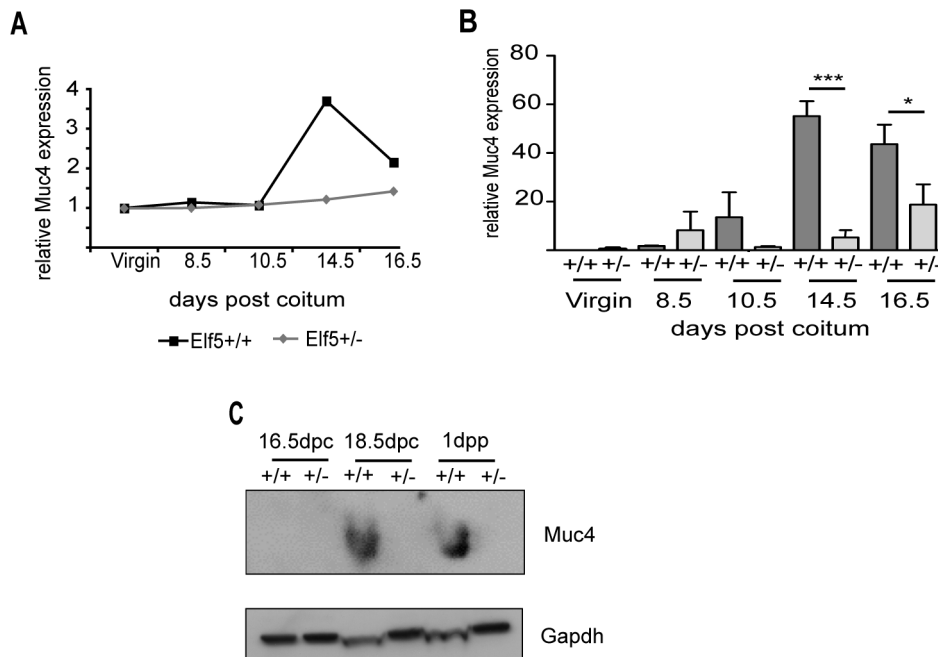 A
relative Muc4 expression
4
3
2
1
Virgin 8.5 10.5 14.5 16.5
days post coitum
Elf5+/+ Elf5+/-
B
relative Muc4 expression
80
60
40
20
*** *
+/+ +/- +/+ +/- +/+ +/- +/+ +/- +/+ +/-
Virgin 8.5 10.5 14.5 16.5
days post coitum
C
16.5dpc 18.5dpc 1dpp
+/+ +/- +/+ +/- +/+ +/-
Muc4
Gapdh